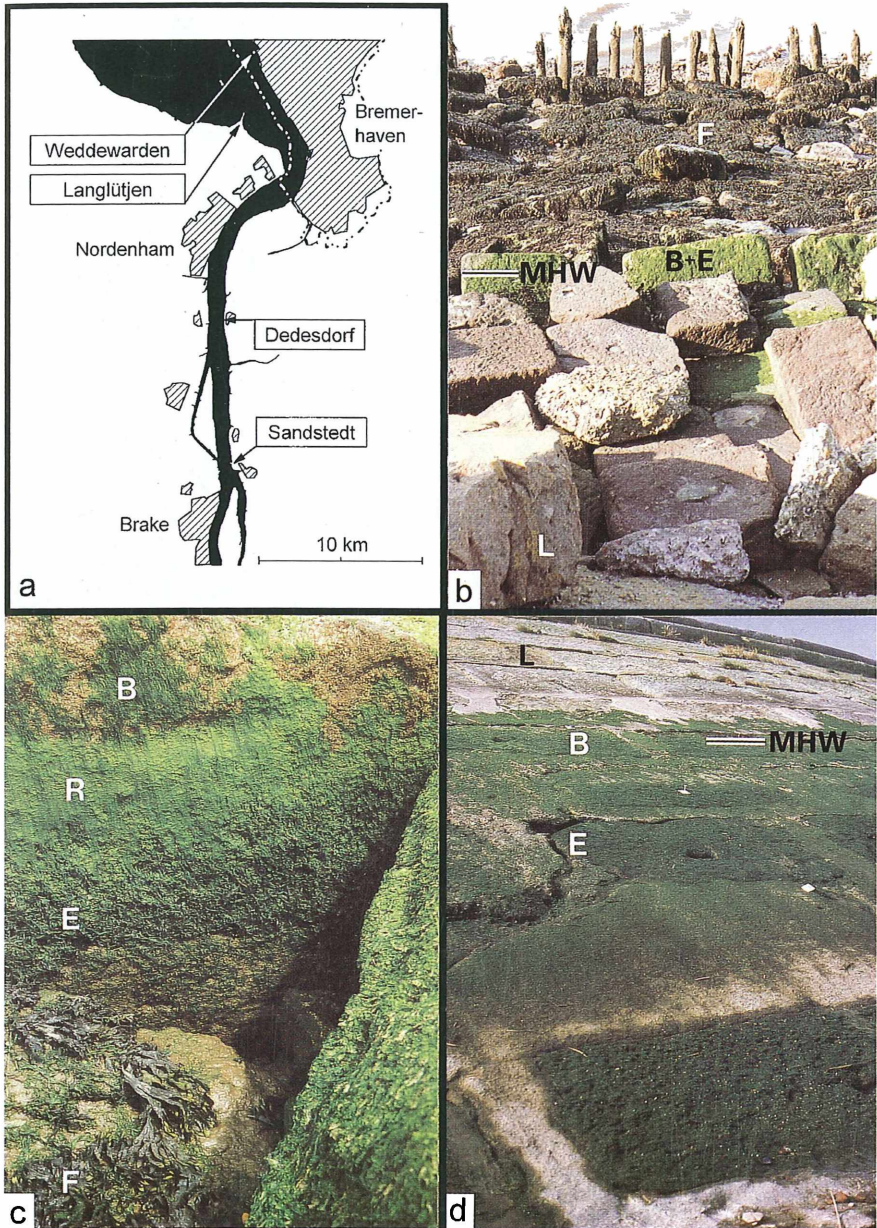 Bremer-
haven
Weddewarden
Langlütjen
Nordenham
Dedesdorf
Sandstedt
Brake
10 km
a
F
MHW
B+E
L
b
B
R
E
F
c
L
B
MHW
E
d